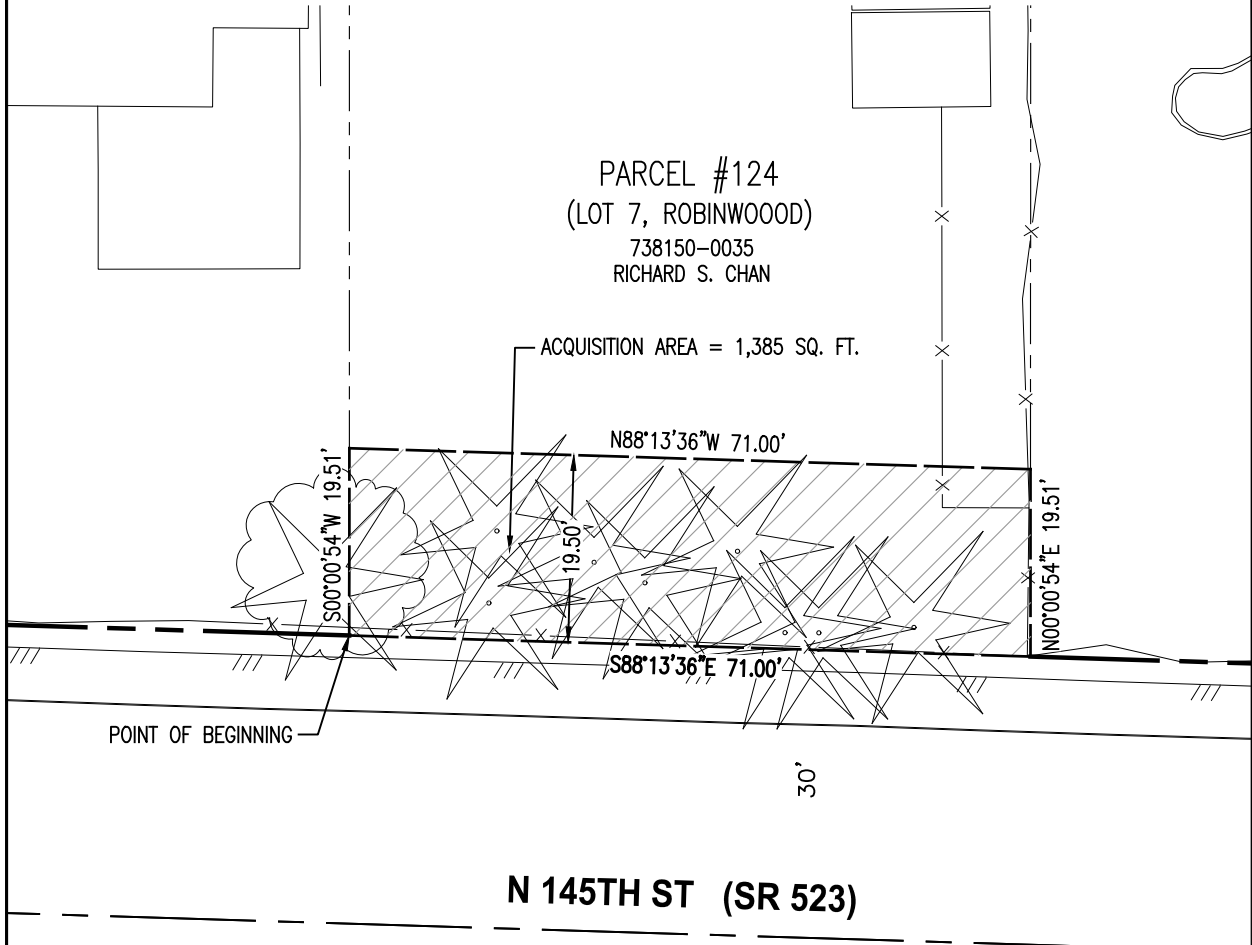 PARCEL #124
(LOT 7, ROBINWOOOD)
738150-0035
RICHARD S. CHAN
ACQUISITION AREA = 1,385 SQ. FT.
N88°13'36"W 71.00'
S00°00'54"W 19.51'
19.50'
N00°00'54"E 19.51'
S88°13'36"E 71.00'
POINT OF BEGINNING
30'
N 145TH ST (SR 523)